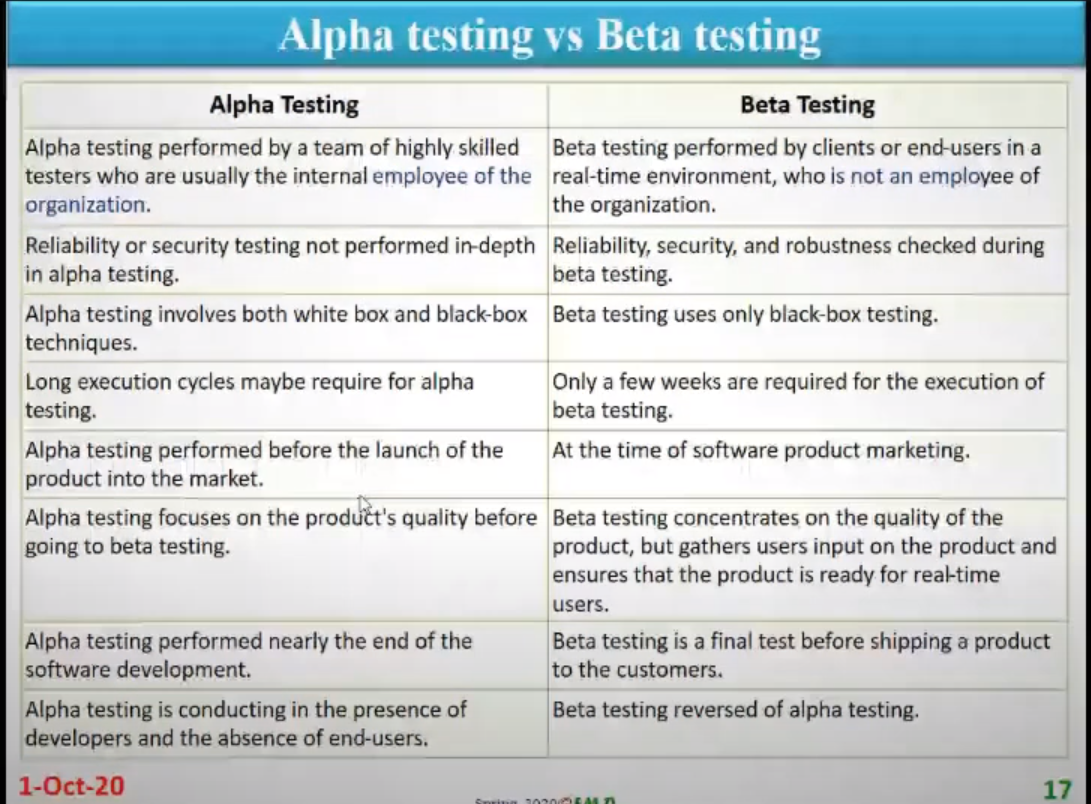 Alpha testing vs Beta testing
Alpha Testing
Beta Testing
Alpha testing performed by a team of highly skilled
testers who are usually the internal employee of the
organization.
Beta testing performed by clients or end-users in a
real-time environment, who is not an employee of
the organization.
Reliability or security testing not performed in-depth
in alpha testing.
Reliability, security, and robustness checked during
beta testing.
Alpha testing involves both white box and black-box
techniques.
Beta testing uses only black-box testing.
Long execution cycles maybe require for alpha
testing.
Only a few weeks are required for the execution of
beta testing.
Alpha testing performed before the launch of the
product into the market.
At the time of software product marketing.
Alpha testing focuses on the product's quality before
going to beta testing.
Beta testing concentrates on the quality of the
product, but gathers users input on the product and
ensures that the product is ready for real-time
users.
Alpha testing performed nearly the end of the
software development.
Beta testing is a final test before shipping a product
to the customers.
Alpha testing is conducting in the presence of
developers and the absence of end-users.
Beta testing reversed of alpha testing.
1-Oct-20
17